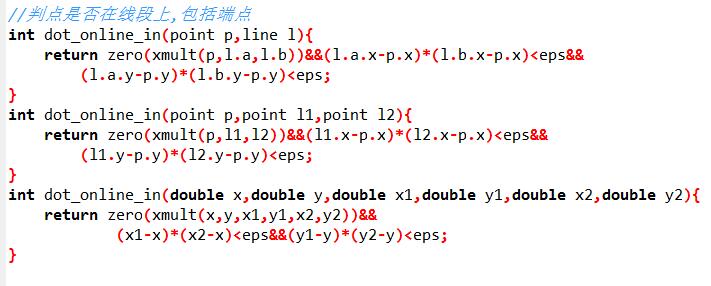 //判点是否在线段上,包括端点
int dot_online_in(point p,line l){
    return zero(xmult(p,l.a,l.b))&&(l.a.x-p.x)*(l.b.x-p.x)<eps&&
        (l.a.y-p.y)*(l.b.y-p.y)<eps;
}
int dot_online_in(point p,point l1,point l2){
    return zero(xmult(p,l1,l2))&&(l1.x-p.x)*(l2.x-p.x)<eps&&
        (l1.y-p.y)*(l2.y-p.y)<eps;
}
int dot_online_in(double x,double y,double x1,double y1,double x2,double y2){
    return zero(xmult(x,y,x1,y1,x2,y2))&&
            (x1-x)*(x2-x)<eps&&(y1-y)*(y2-y)<eps;
}